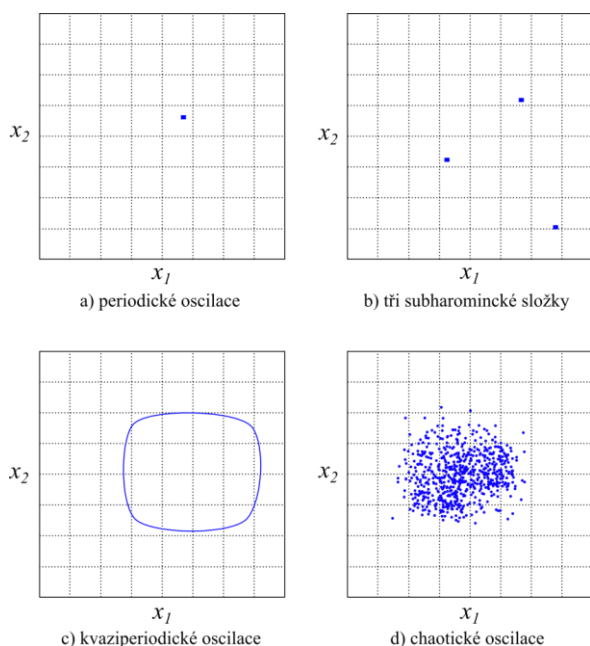 x2
x2
x1
x1
a) periodické oscilace
b) tři subharomincké složky
x2
x2
x1
x1
c) kvaziperiodické oscilace
d) chaotické oscilace